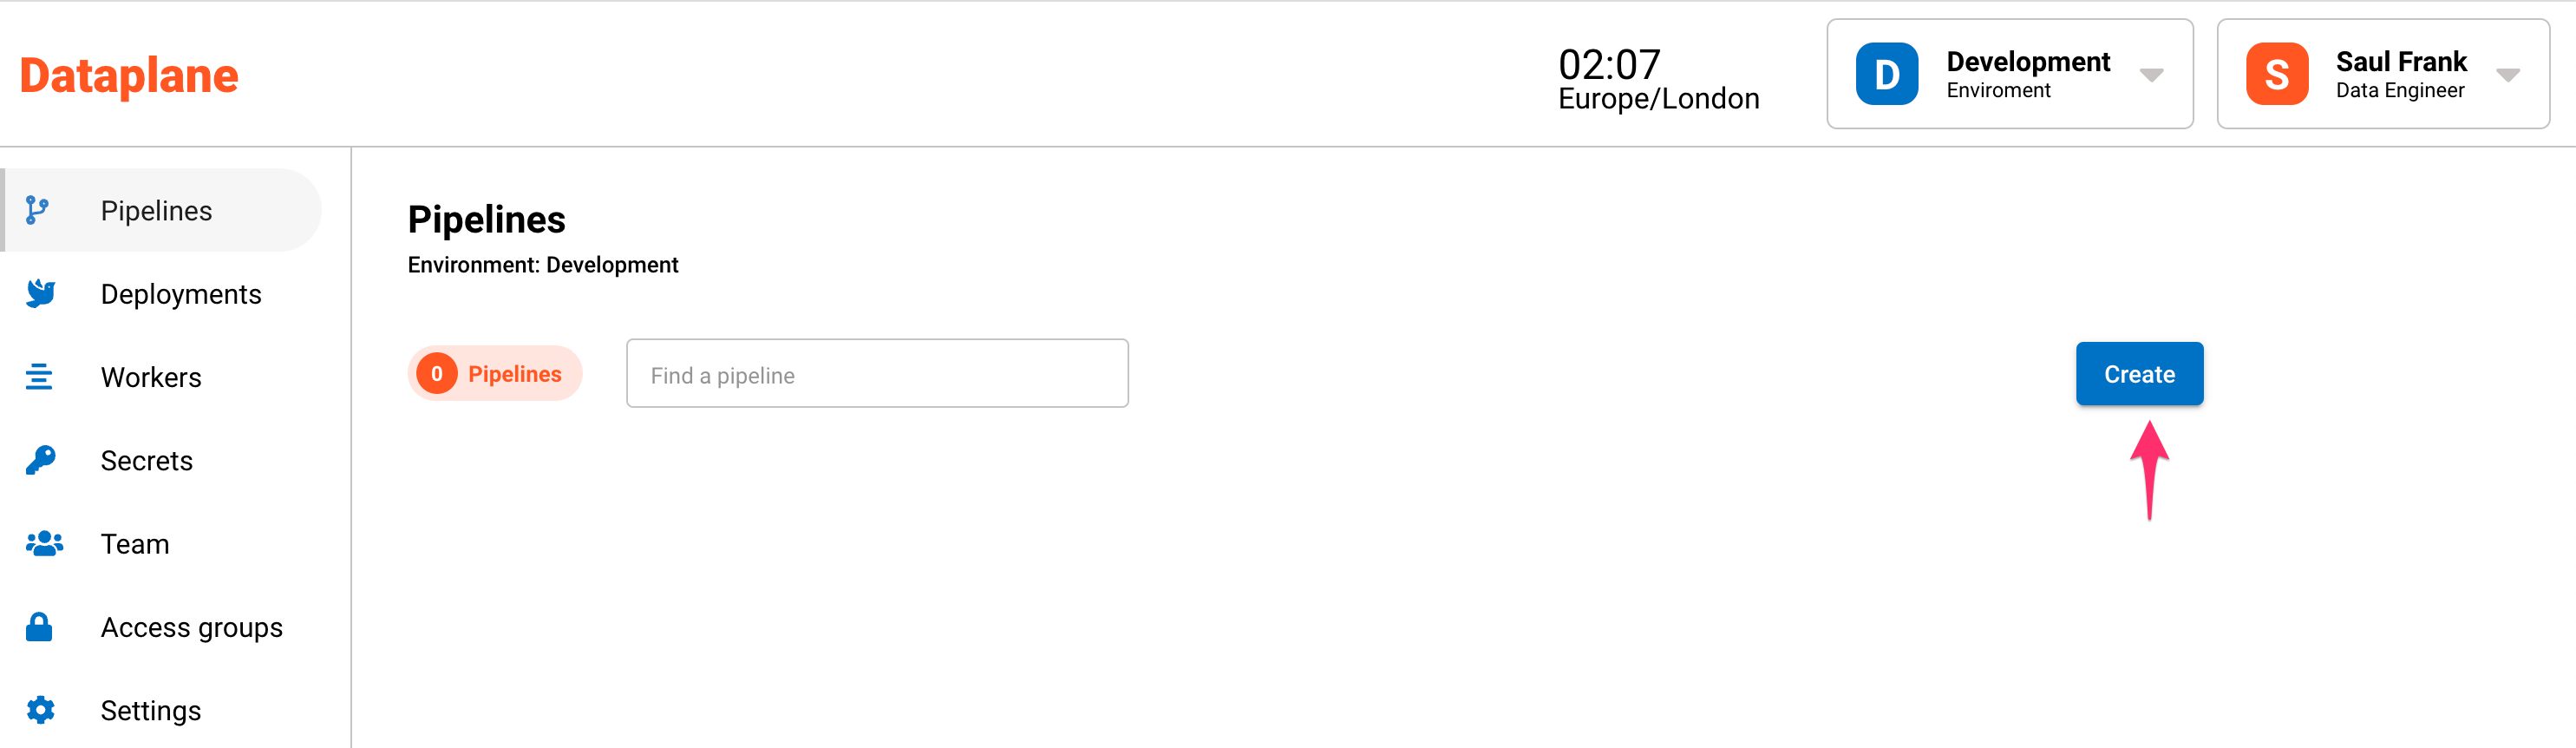 Dataplane
02:07
Europe/London
D
Development
Enviroment
S
Saul Frank
Data Engineer
Pipelines
Deployments
Workers
Secrets
Team
Access groups
Settings
Pipelines
Environment: Development
0 Pipelines
Find a pipeline
Create